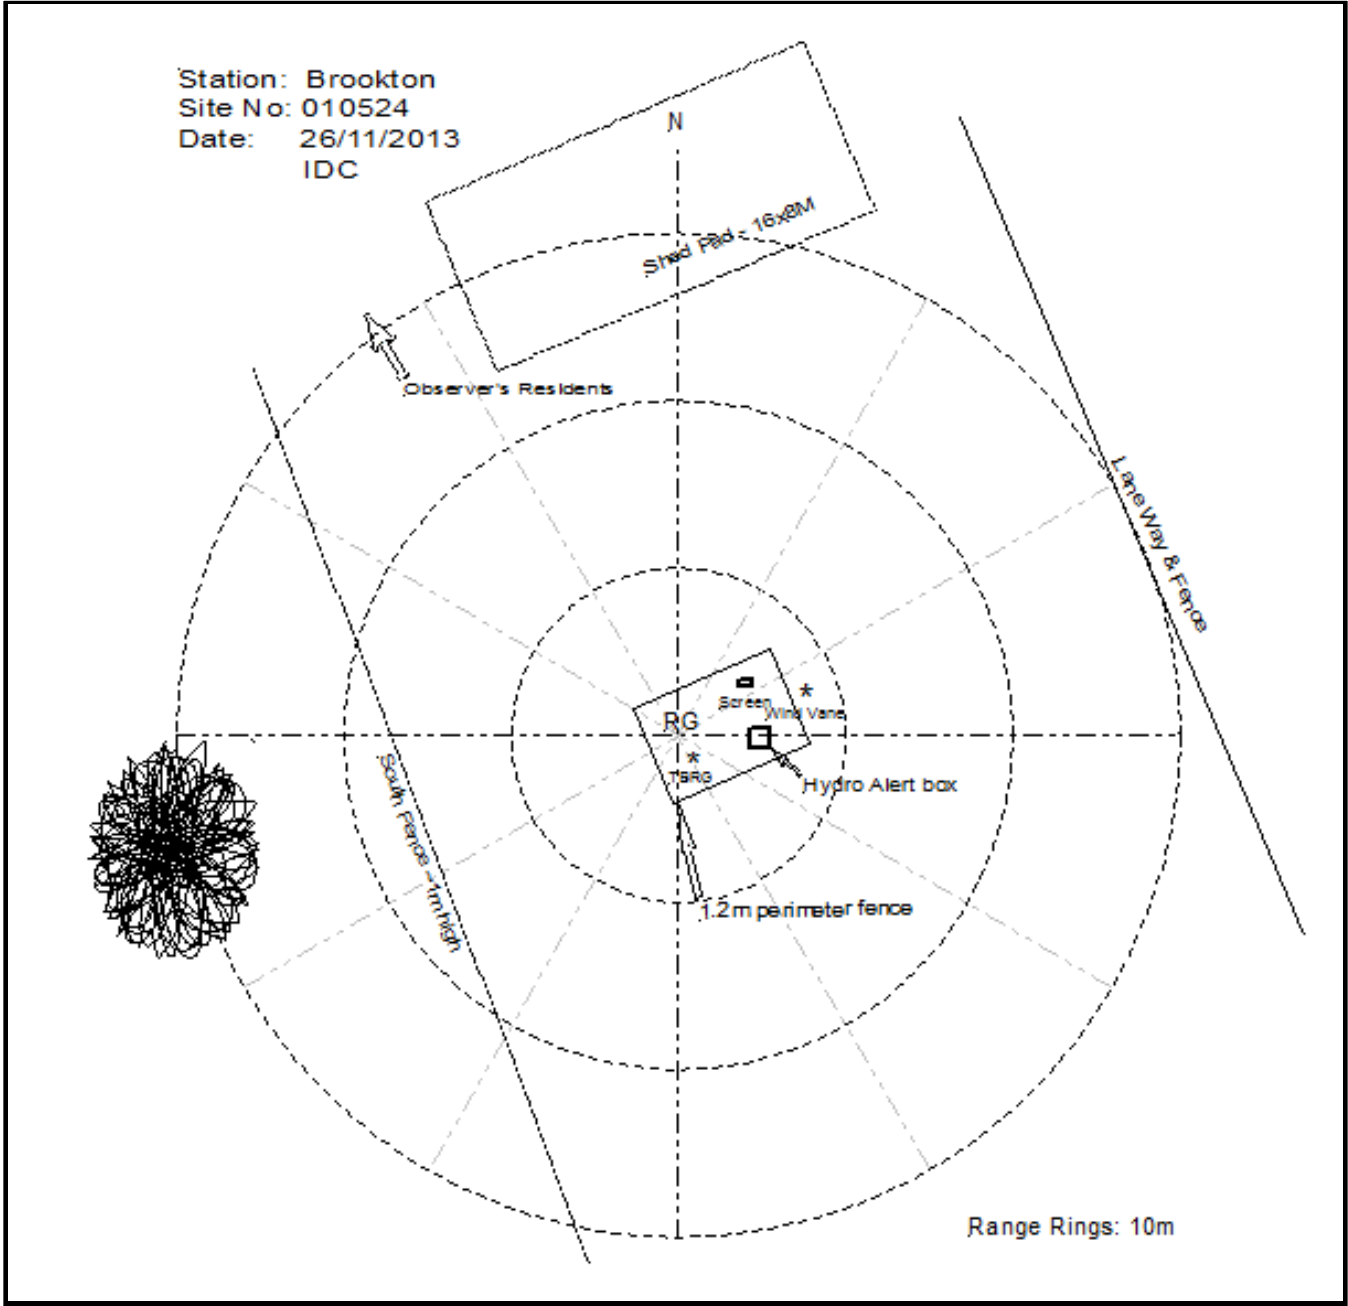 Station: Brookton
Site No: 010524
Date: 26/11/2013
IDC
N
Shed Pad - 16x8M
Observer's Residents
Lane Way & Fence
Screen
Wind Vane
RG
TBRG
Hydro Alert box
South Fence - 1m high
1.2m perimeter fence
Range Rings: 10m